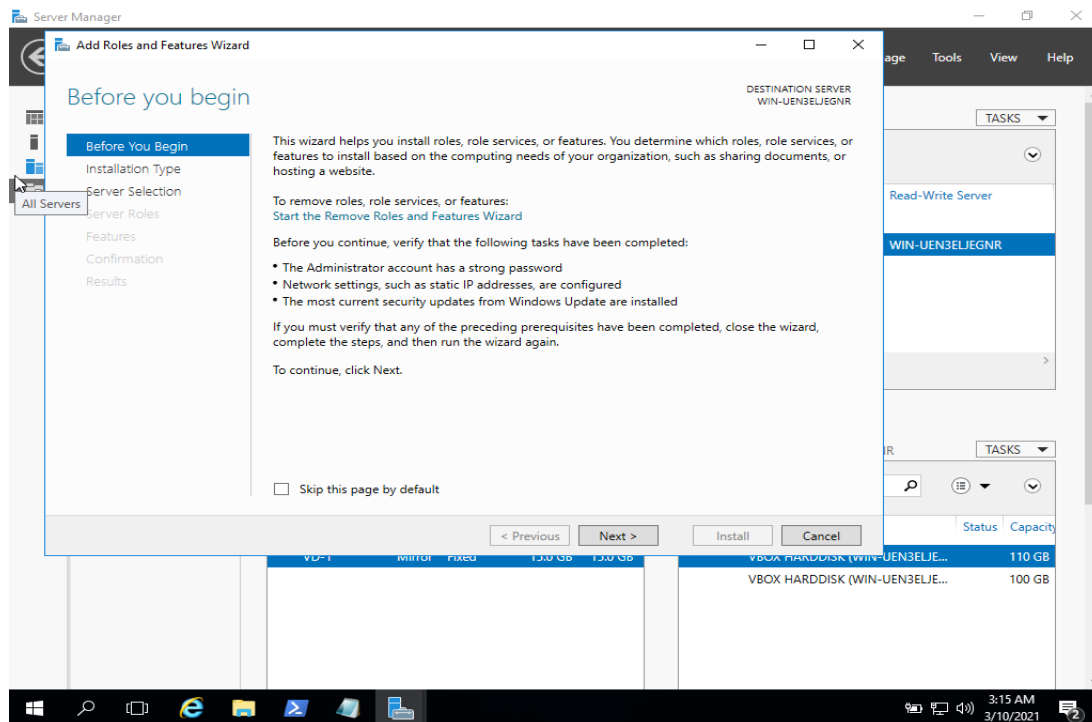 Server Manager
Add Roles and Features Wizard
age Tools View Help
Before you begin
DESTINATION SERVER
WIN-UEN3ELJEGNR
TASKS
Before You Begin
Installation Type
Server Selection
Server Roles
Features
Confirmation
Results
All Servers
This wizard helps you install roles, role services, or features. You determine which roles, role services, or
features to install based on the computing needs of your organization, such as sharing documents, or
hosting a website.
To remove roles, role services, or features:
Start the Remove Roles and Features Wizard
Before you continue, verify that the following tasks have been completed:
• The Administrator account has a strong password
• Network settings, such as static IP addresses, are configured
• The most current security updates from Windows Update are installed
If you must verify that any of the preceding prerequisites have been completed, close the wizard,
complete the steps, and then run the wizard again.
To continue, click Next.
Skip this page by default
< Previous Next > Install Cancel
Read-Write Server
WIN-UEN3ELJEGNR
IR TASKS
Status Capacity
VD-1 Mirror Fixed 15.0 GB 15.0 GB
VBOX HARDDISK (WIN-UEN3ELJE... 110 GB
VBOX HARDDISK (WIN-UEN3ELJE... 100 GB
3:15 AM
3/10/2021
2